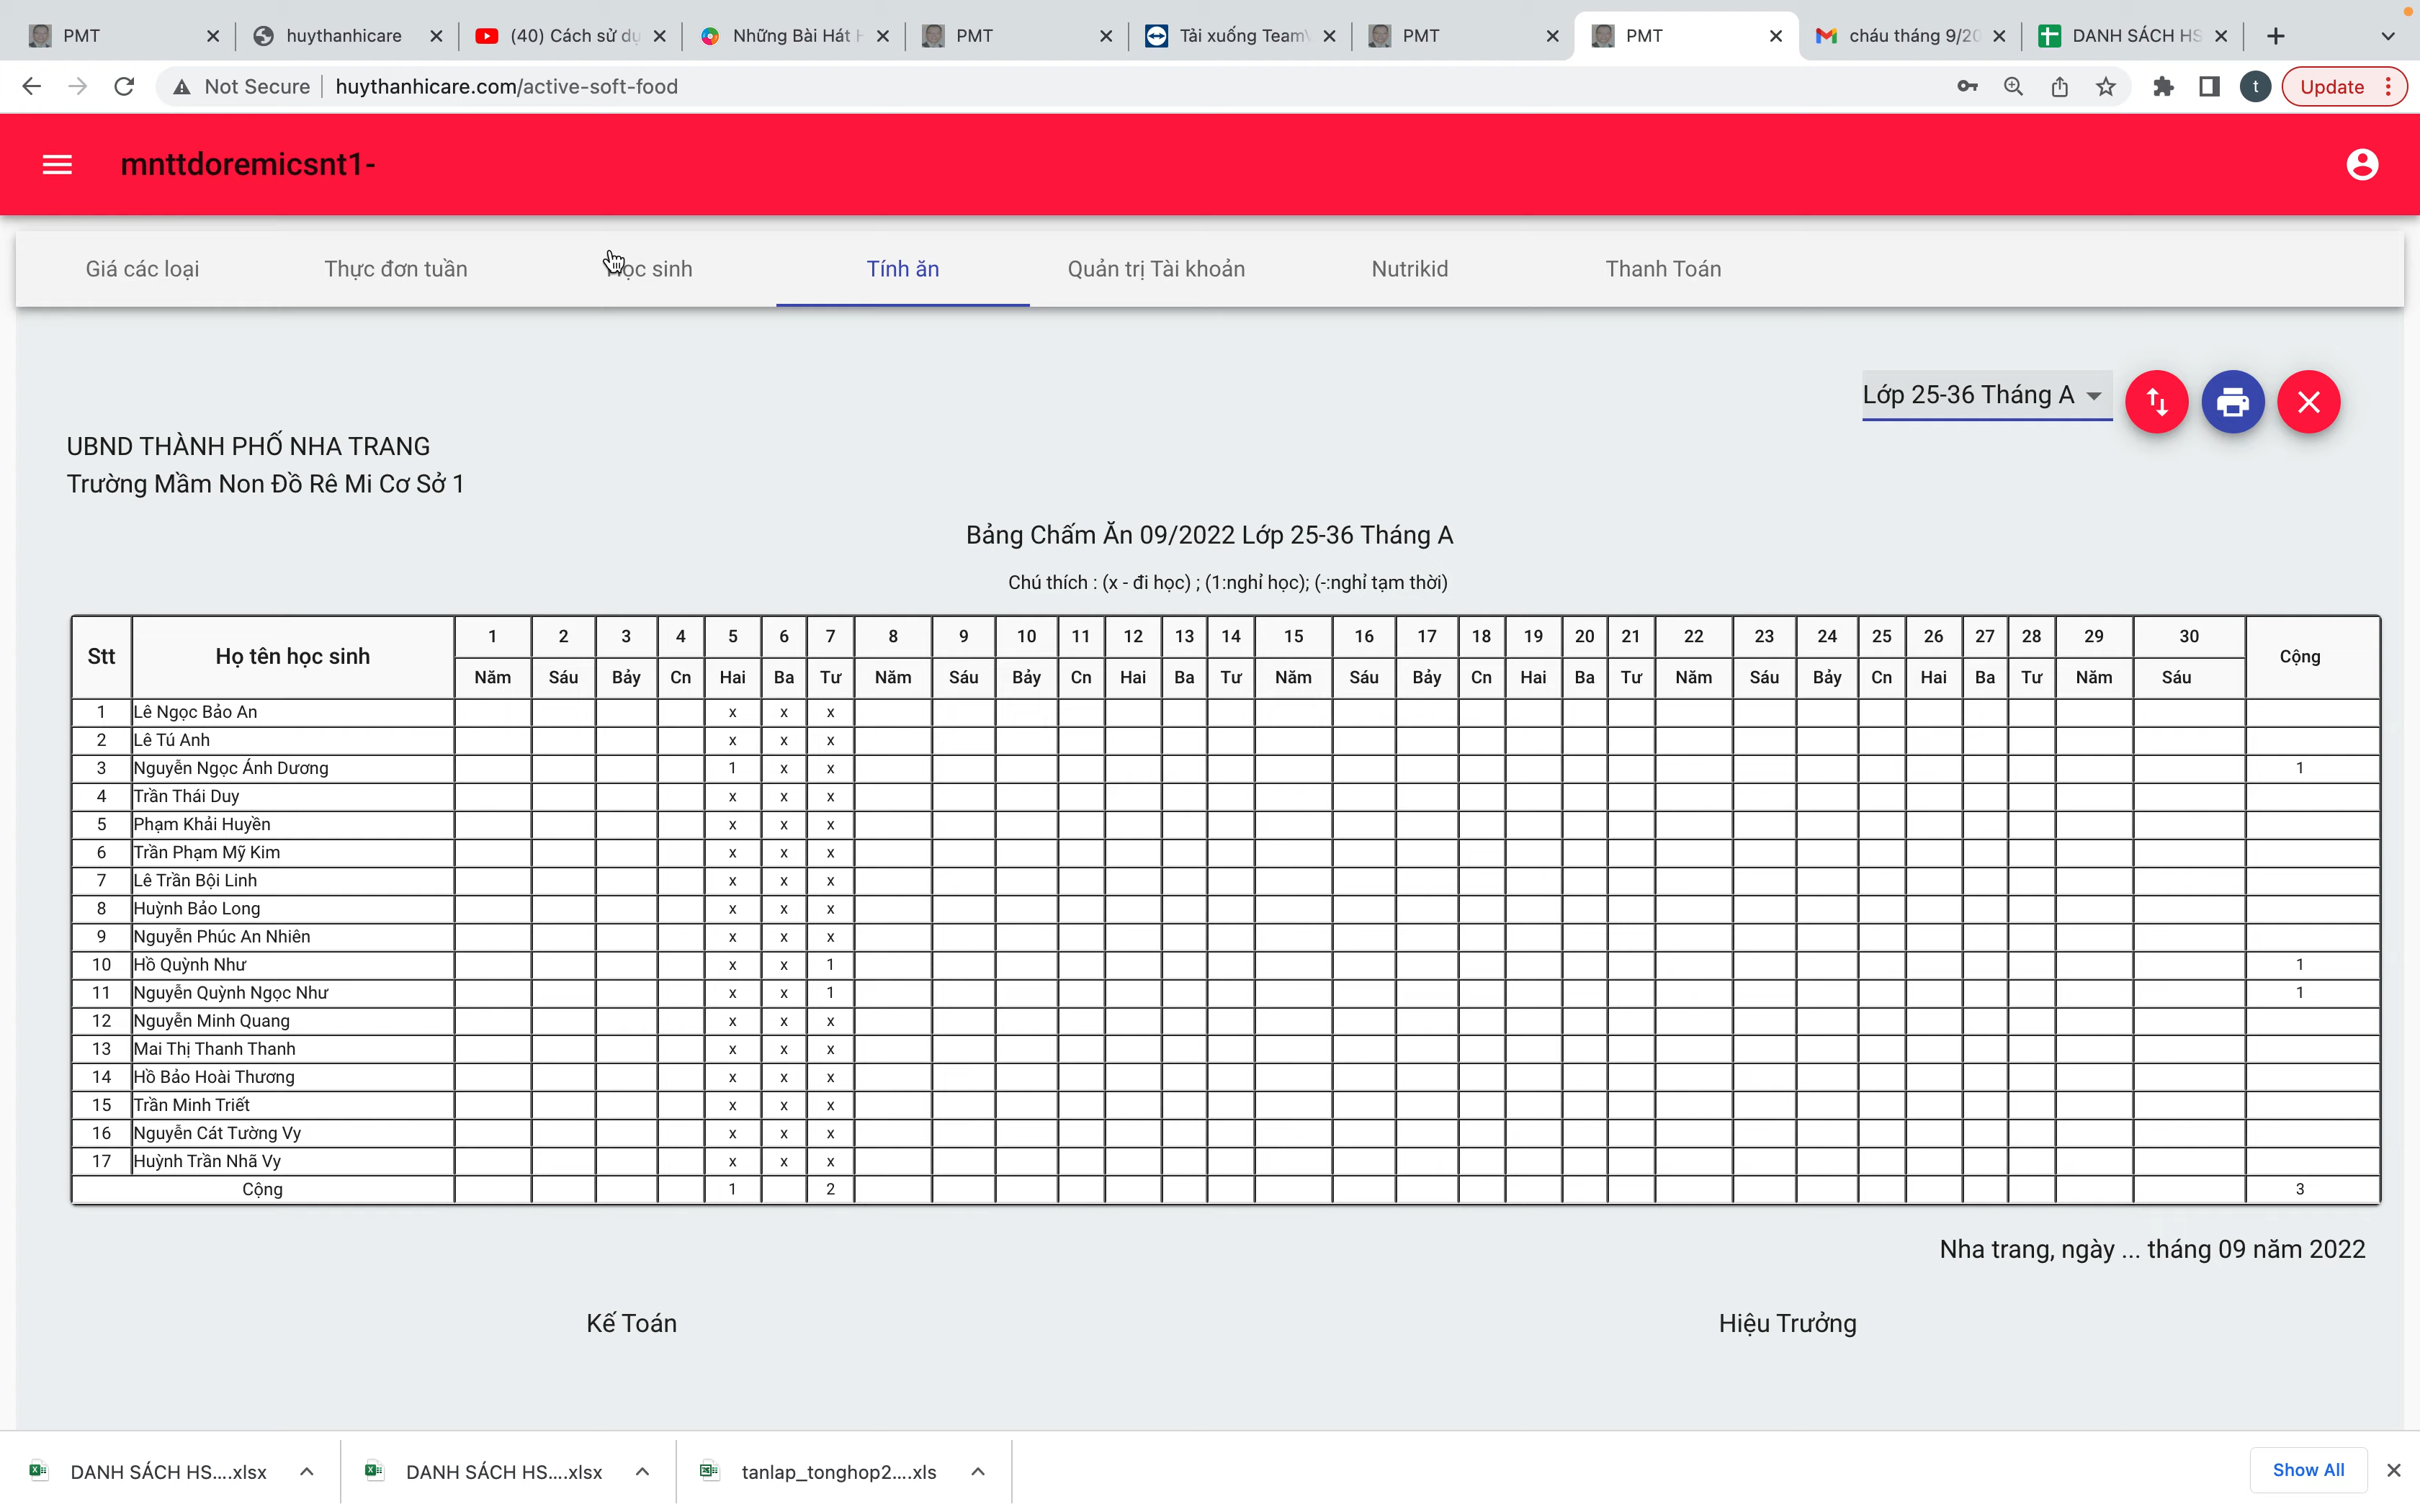 PMT huythanhicare (40) Cách sử dụ Những Bài Hát H PMT Tải xuống TeamV PMT PMT cháu tháng 9/20 DANH SÁCH HS
Not Secure huythanhicare.com/active-soft-food t Update
mnttdoremicsnt1-
Giá các loại Thực đơn tuần Học sinh Tính ăn Quản trị Tài khoản Nutrikid Thanh Toán
Lớp 25-36 Tháng A
UBND THÀNH PHỐ NHA TRANG
Trường Mầm Non Đồ Rê Mi Cơ Sở 1
Bảng Chấm Ăn 09/2022 Lớp 25-36 Tháng A
Chú thích : (x - đi học) ; (1:nghỉ học); (-:nghỉ tạm thời)
Stt Họ tên học sinh 1 2 3 4 5 6 7 8 9 10 11 12 13 14 15 16 17 18 19 20 21 22 23 24 25 26 27 28 29 30 Cộng
Năm Sáu Bảy Cn Hai Ba Tư Năm Sáu Bảy Cn Hai Ba Tư Năm Sáu Bảy Cn Hai Ba Tư Năm Sáu Bảy Cn Hai Ba Tư Năm Sáu
1 Lê Ngọc Bảo An x x x
2 Lê Tú Anh x x x
3 Nguyễn Ngọc Ánh Dương 1 x x 1
4 Trần Thái Duy x x x
5 Phạm Khải Huyền x x x
6 Trần Phạm Mỹ Kim x x x
7 Lê Trần Bội Linh x x x
8 Huỳnh Bảo Long x x x
9 Nguyễn Phúc An Nhiên x x x
10 Hồ Quỳnh Như x x 1 1
11 Nguyễn Quỳnh Ngọc Như x x 1 1
12 Nguyễn Minh Quang x x x
13 Mai Thị Thanh Thanh x x x
14 Hồ Bảo Hoài Thương x x x
15 Trần Minh Triết x x x
16 Nguyễn Cát Tường Vy x x x
17 Huỳnh Trần Nhã Vy x x x
Cộng 1 2 3
Nha trang, ngày ... tháng 09 năm 2022
Kế Toán Hiệu Trưởng
DANH SÁCH HS....xlsx DANH SÁCH HS....xlsx tanlap_tonghop2....xls Show All